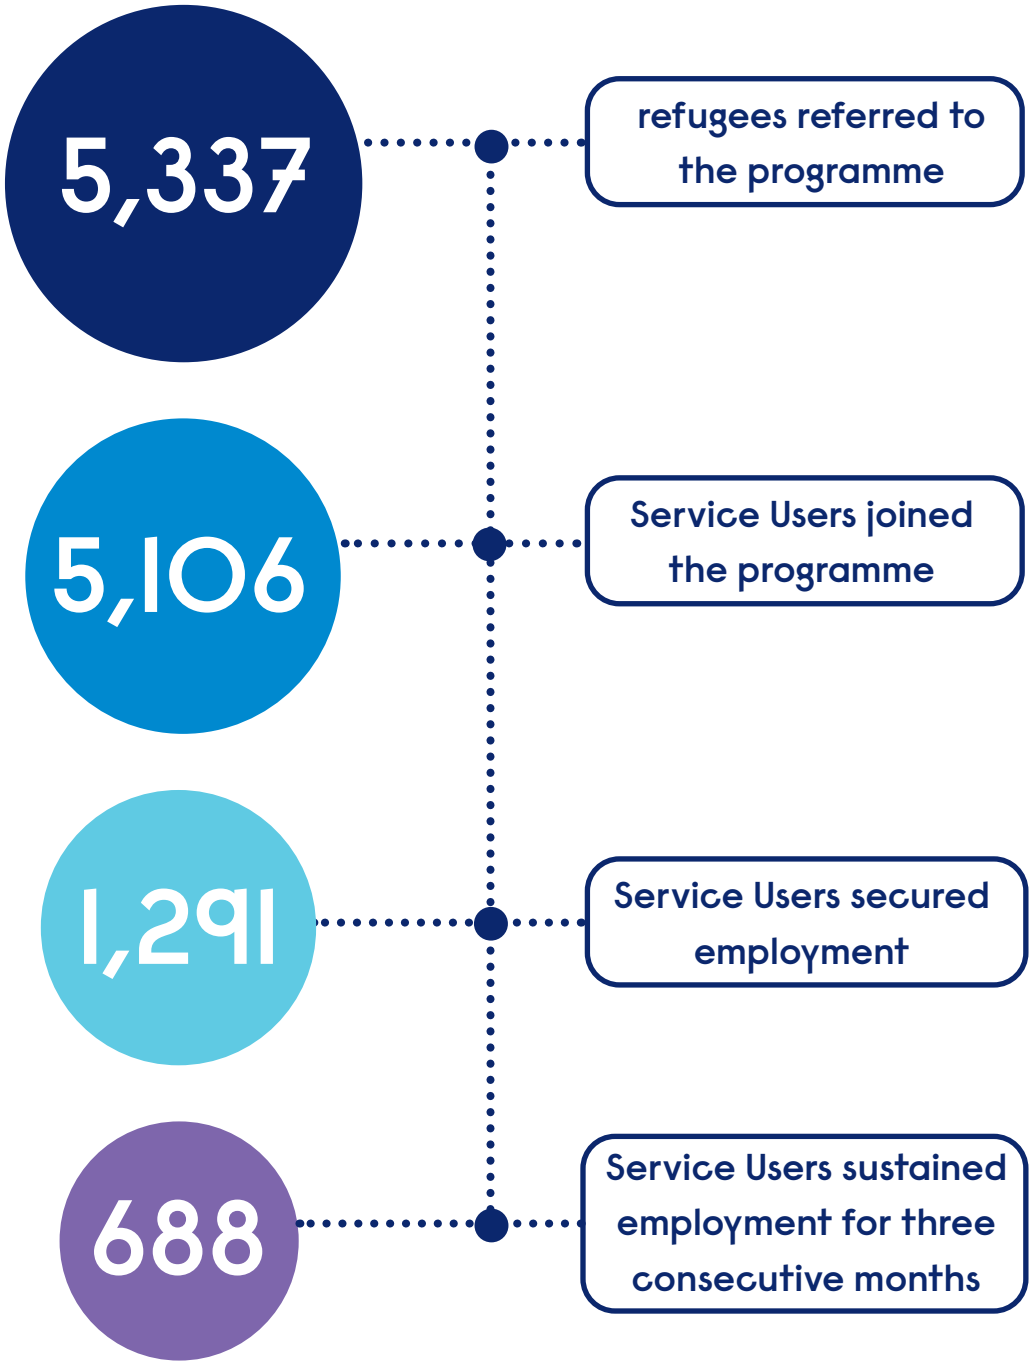 5,337
refugees referred to
the programme
5,106
Service Users joined
the programme
1,291
Service Users secured
employment
688
Service Users sustained
employment for three
consecutive months